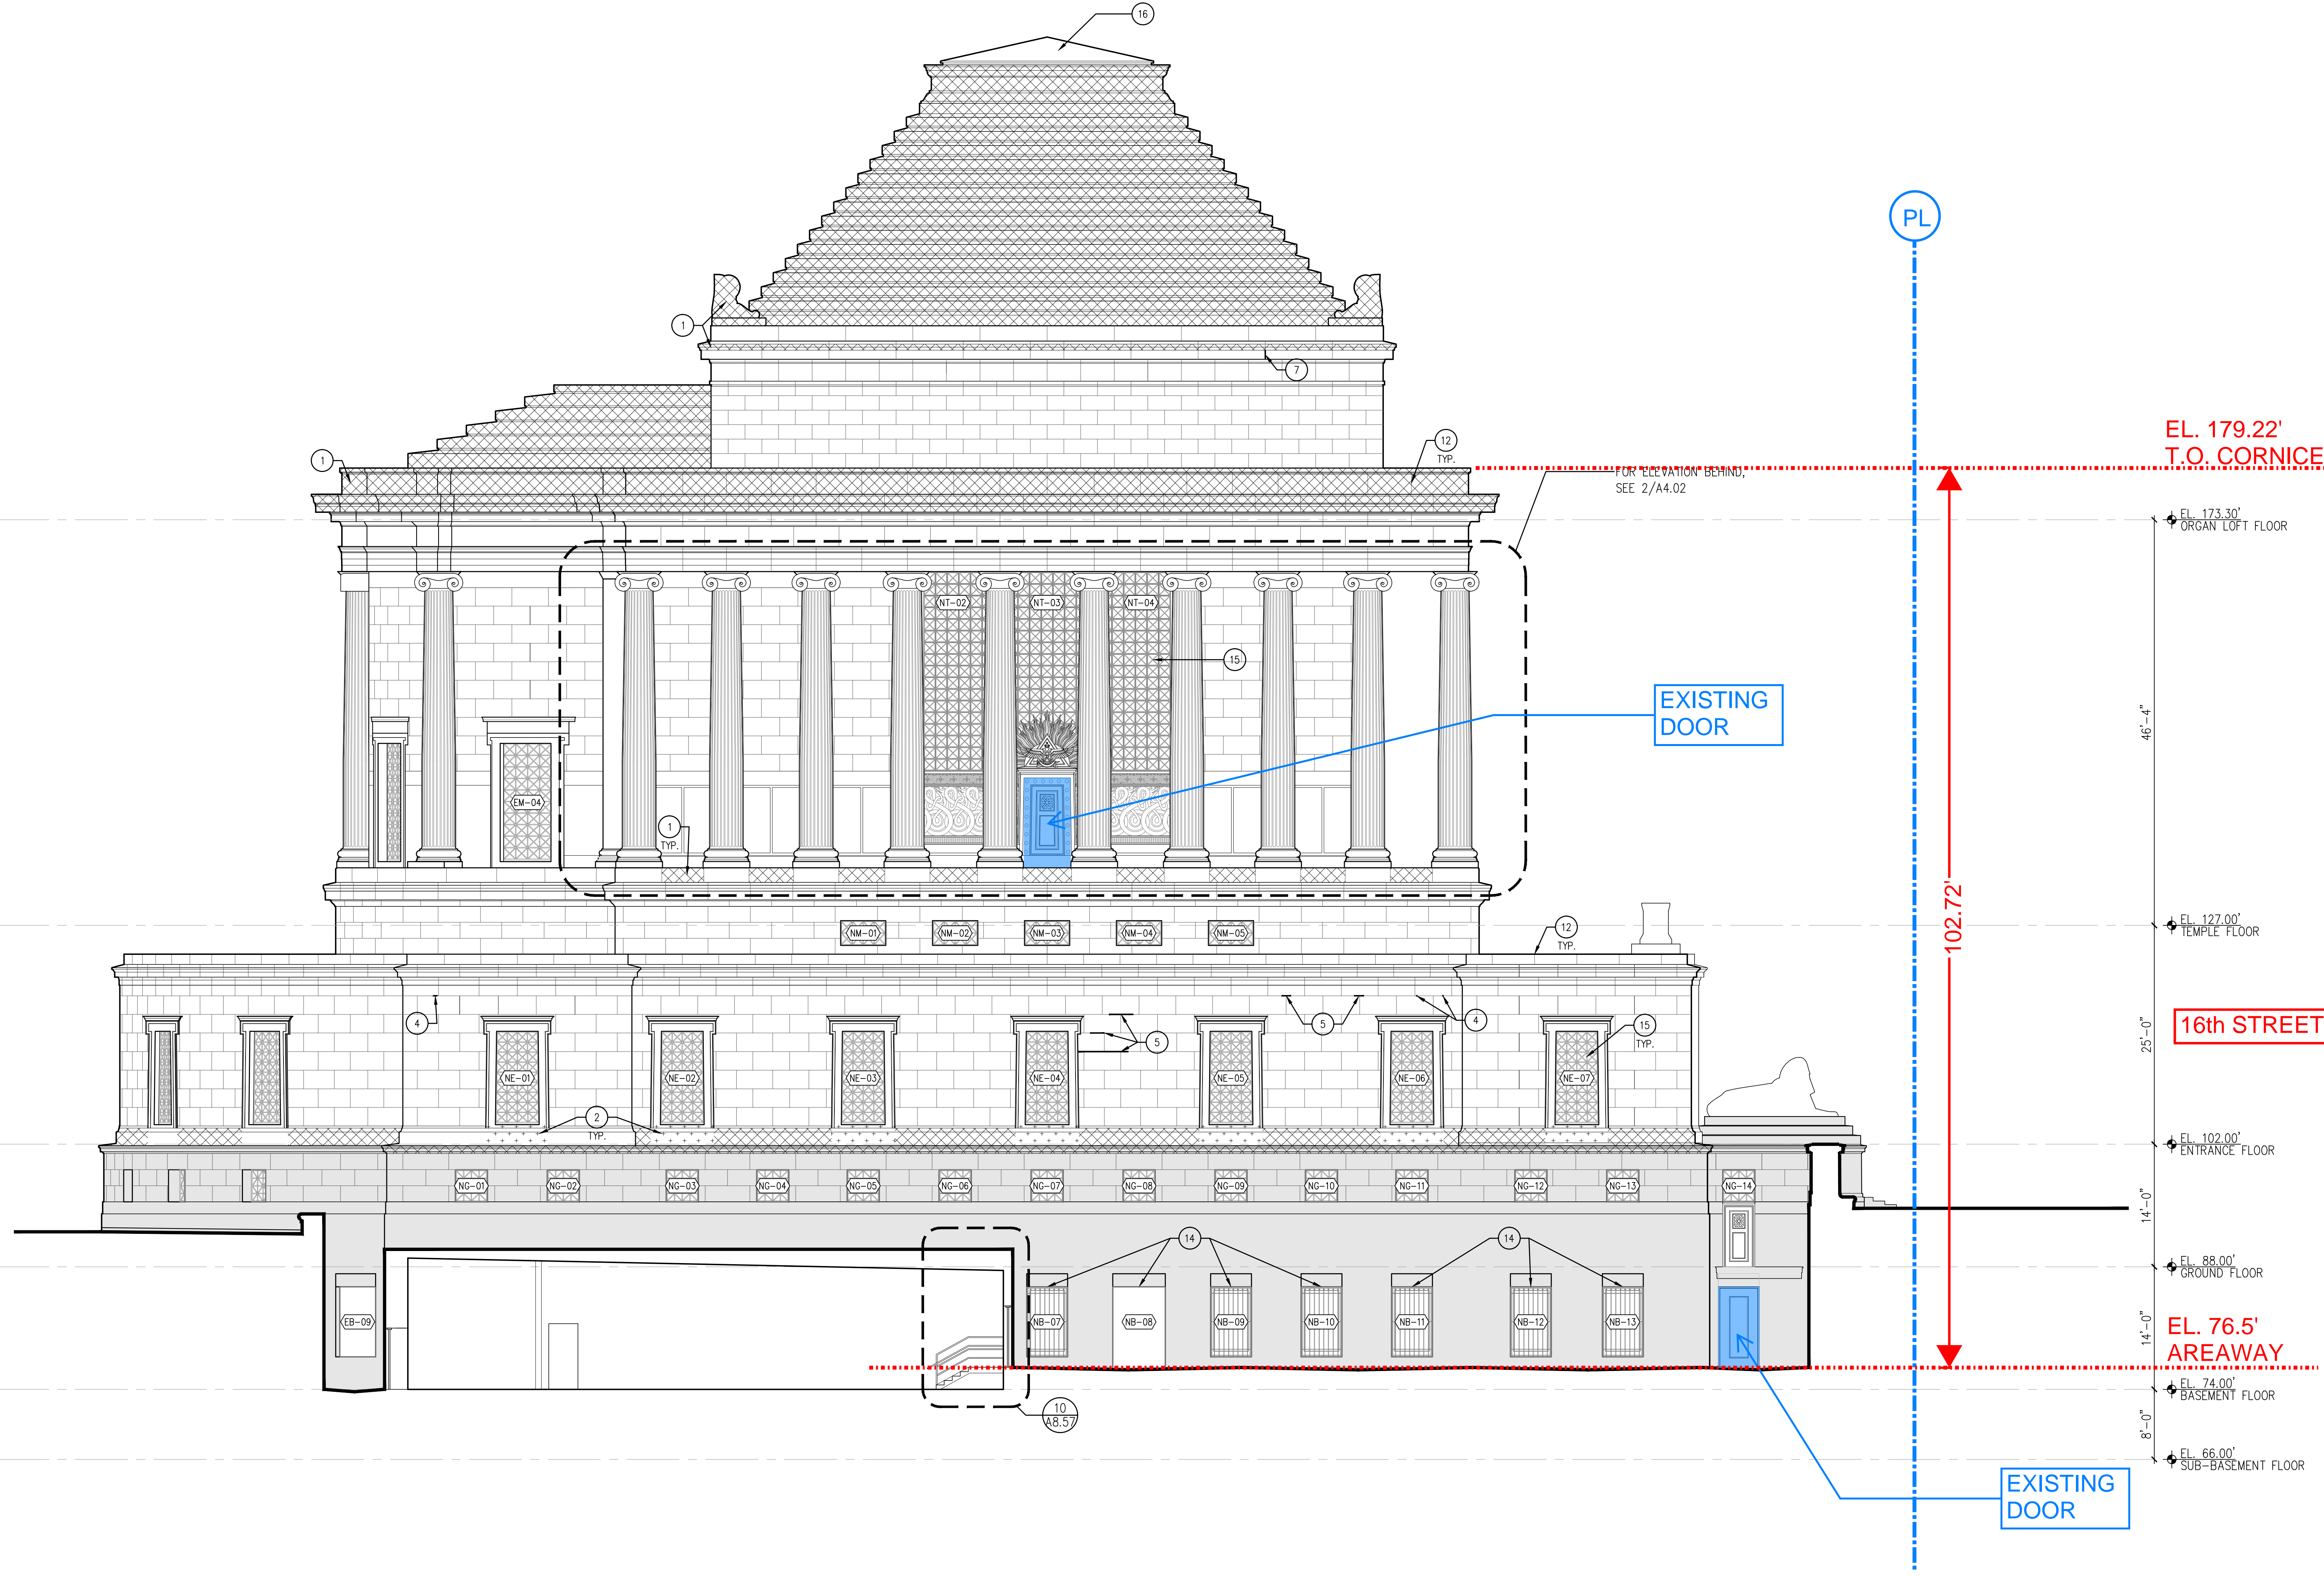 16
PL
1
7
EL. 179.22'
T.O. CORNICE
12
TYP.
1
FOR ELEVATION BEHIND,
SEE 2/A4.02
EL. 173.30'
ORGAN LOFT FLOOR
NT-02
NT-03
NT-04
15
EXISTING
DOOR
46'-4"
EM-04
1
TYP.
102.72'
NM-01
NM-02
NM-03
NM-04
NM-05
12
TYP.
EL. 127.00'
TEMPLE FLOOR
4
5
5
4
15
TYP.
16th STREET
25'-0"
NE-01
NE-02
NE-03
NE-04
NE-05
NE-06
NE-07
2
TYP.
EL. 102.00'
ENTRANCE FLOOR
NG-01
NG-02
NG-03
NG-04
NG-05
NG-06
NG-07
NG-08
NG-09
NG-10
NG-11
NG-12
NG-13
NG-14
14'-0"
14
14
EL. 88.00'
GROUND FLOOR
EB-09
NB-07
NB-08
NB-09
NB-10
NB-11
NB-12
NB-13
14'-0"
EL. 76.5'
AREAWAY
EL. 74.00'
BASEMENT FLOOR
10
A8.57
8'-0"
EL. 66.00'
SUB-BASEMENT FLOOR
EXISTING
DOOR